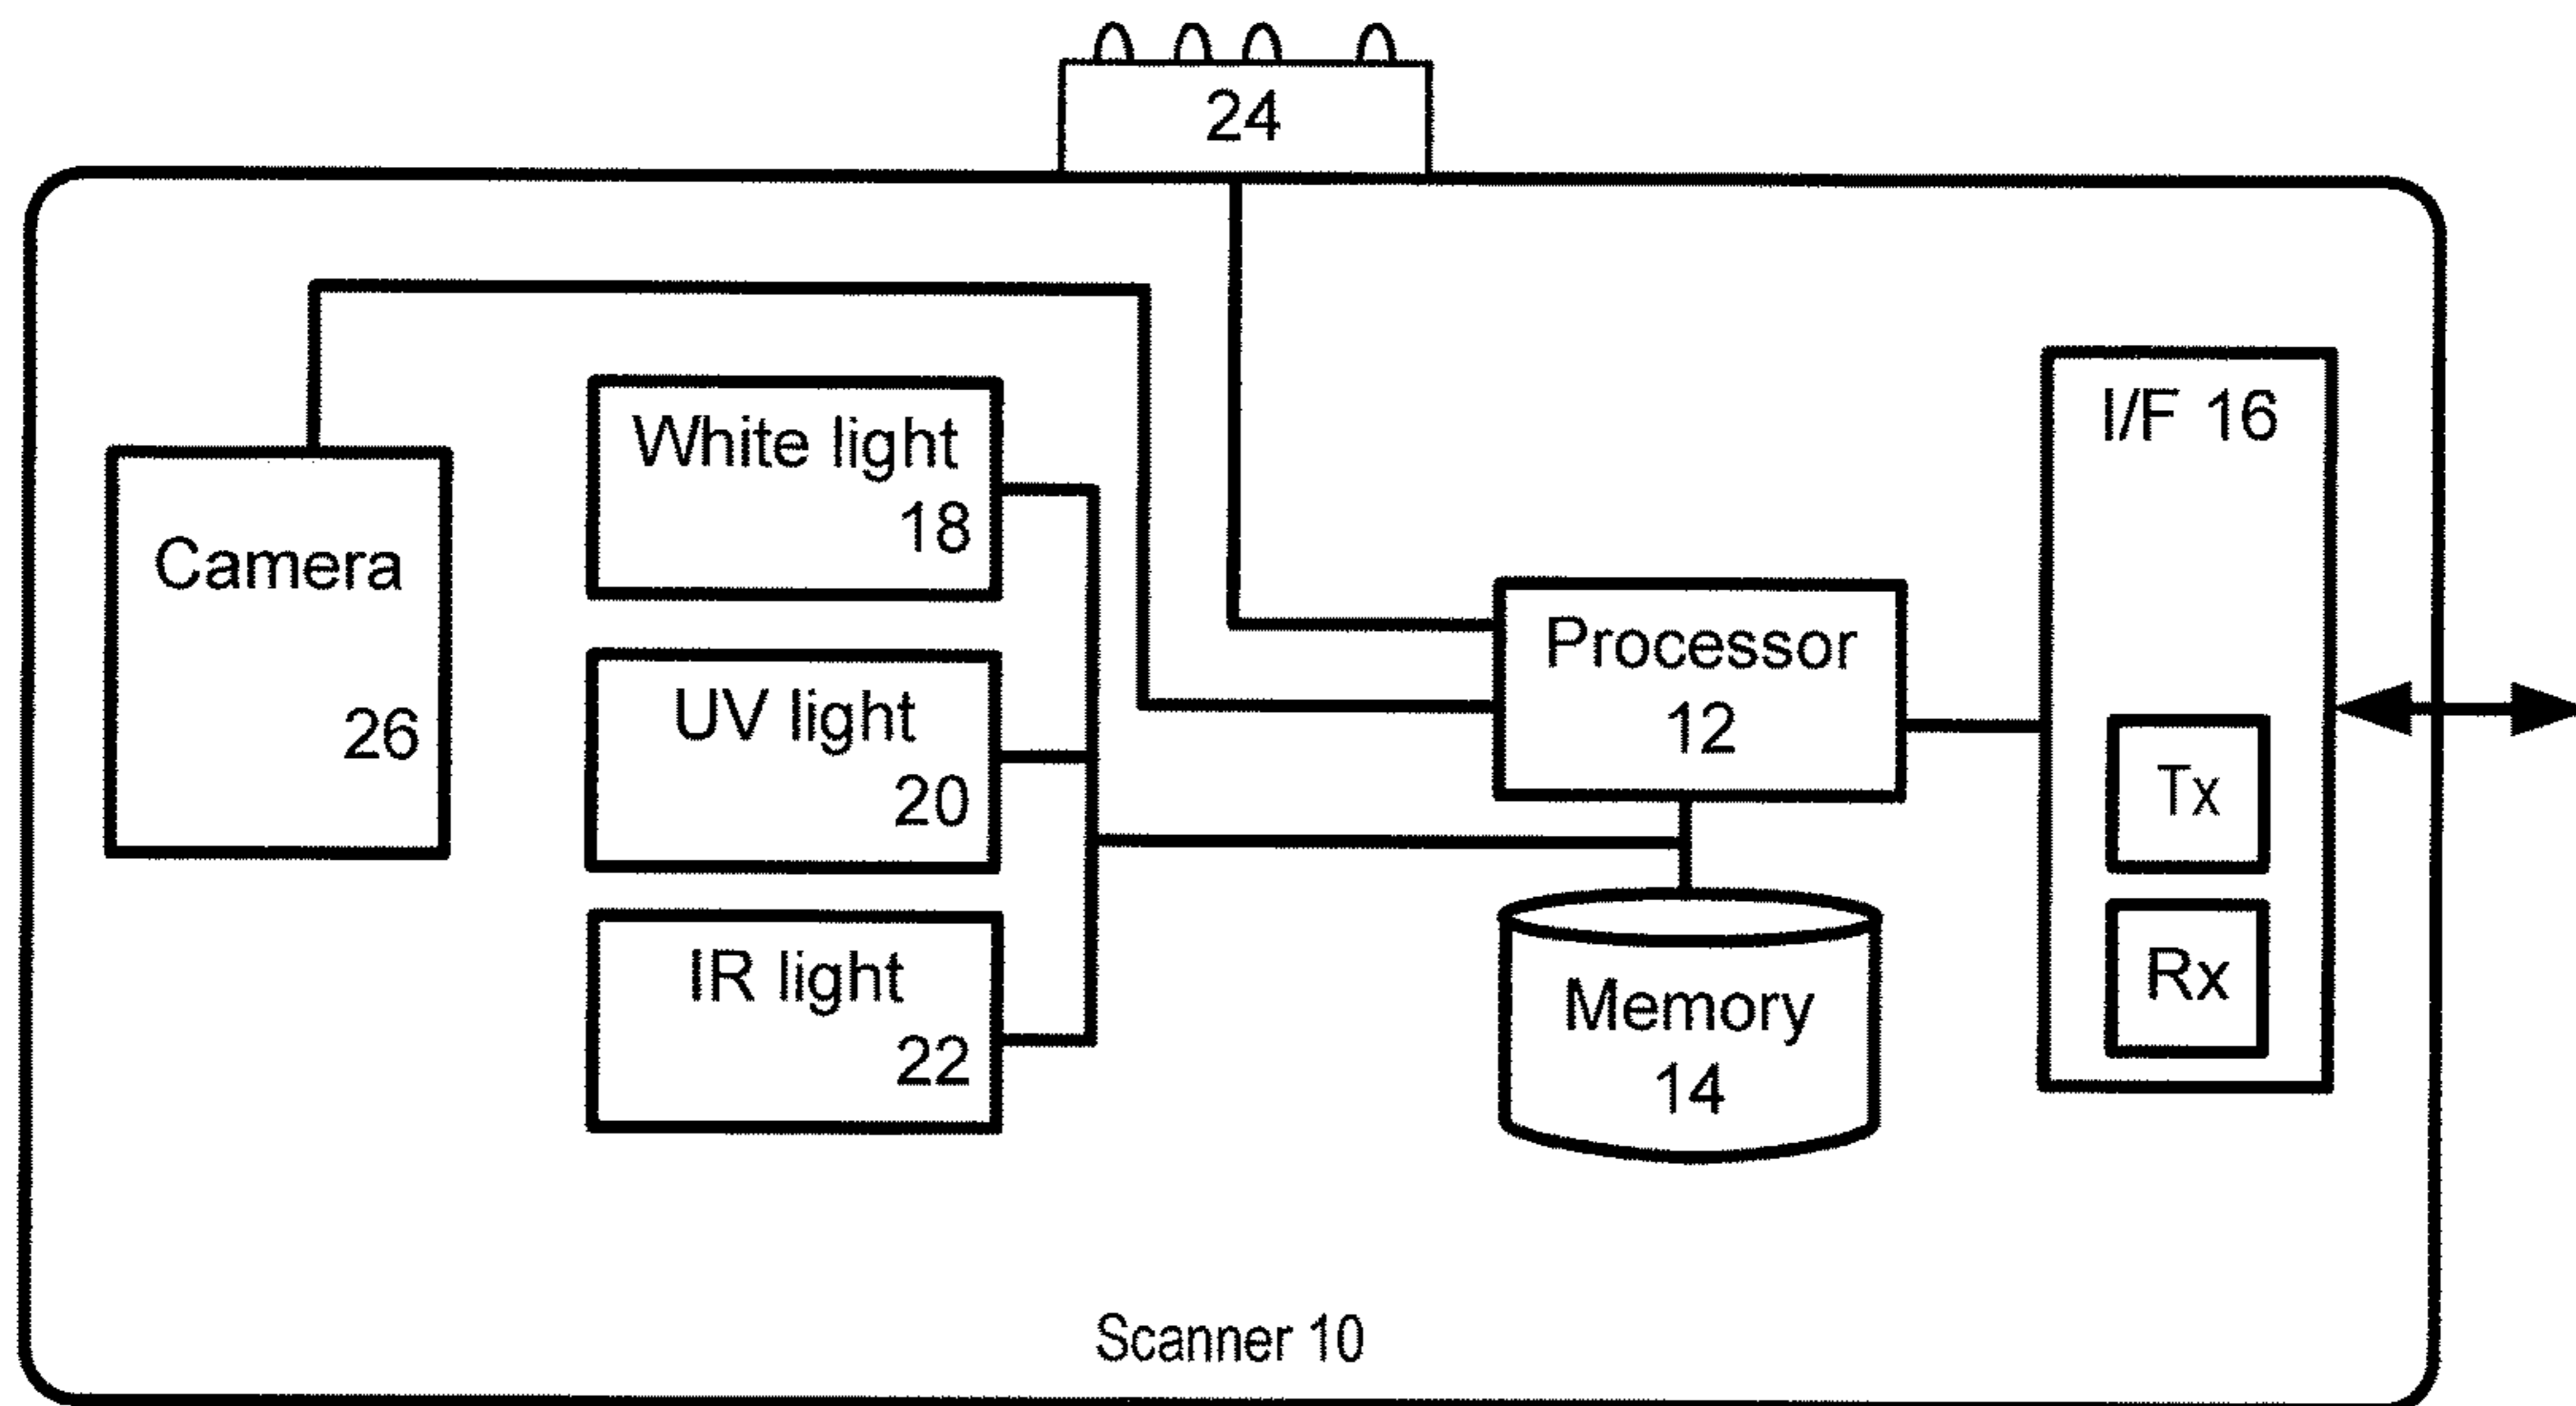 24
White light
18
Camera
26
UV light
20
IR light
22
Processor
12
Memory
14
I/F 16
Tx
Rx
Scanner 10